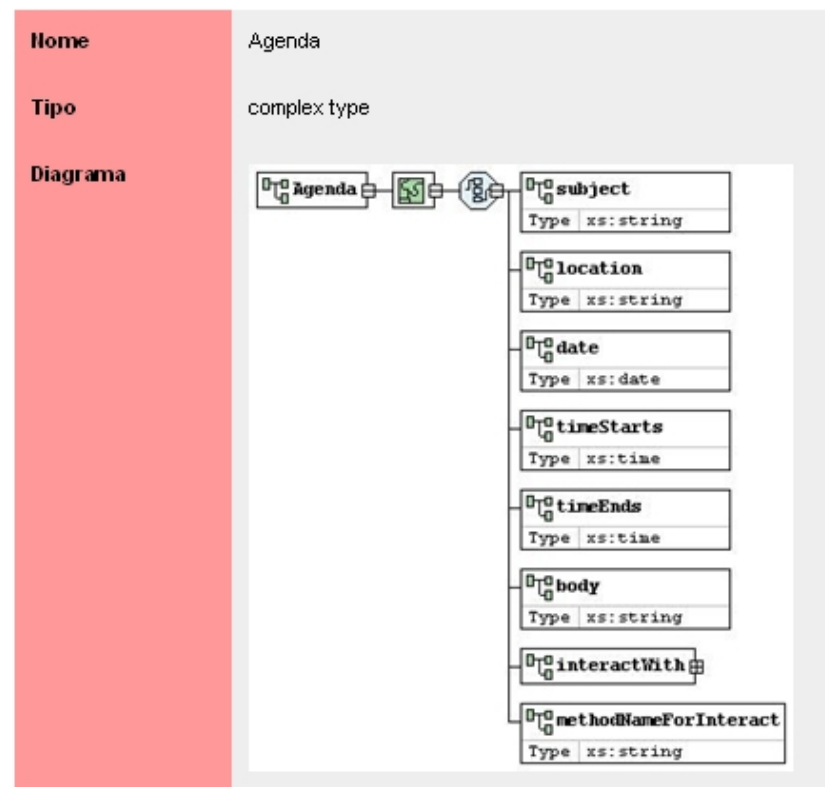 Nome Agenda
Tipo complex type
Diagrama
Agenda
subject
Type xs:string
location
Type xs:string
date
Type xs:date
timeStarts
Type xs:time
timeEnds
Type xs:time
body
Type xs:string
interactWith
methodNameForInteract
Type xs:string